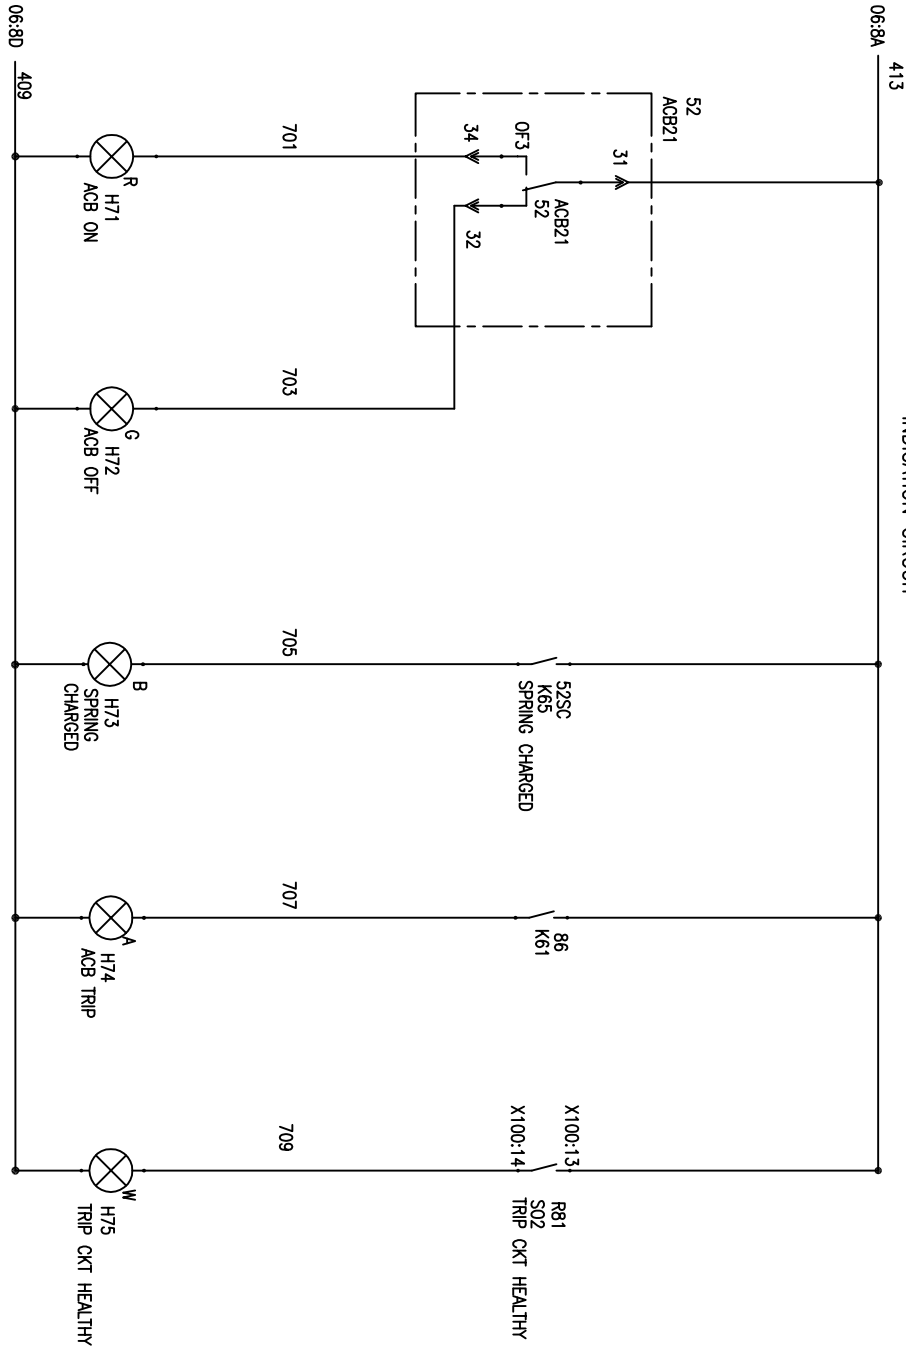 INDICATION CIRCUIT
413
06:8A
52
ACB21
31
ACB21
52
OF3
34
32
52SC
K65
SPRING CHARGED
86
K61
X100:13
X100:14
R81
SO2
TRIP CKT HEALTHY
701
703
705
707
709
R
H71
ACB ON
G
H72
ACB OFF
B
H73
SPRING
CHARGED
A
H74
ACB TRIP
W
H75
TRIP CKT HEALTHY
409
06:8D